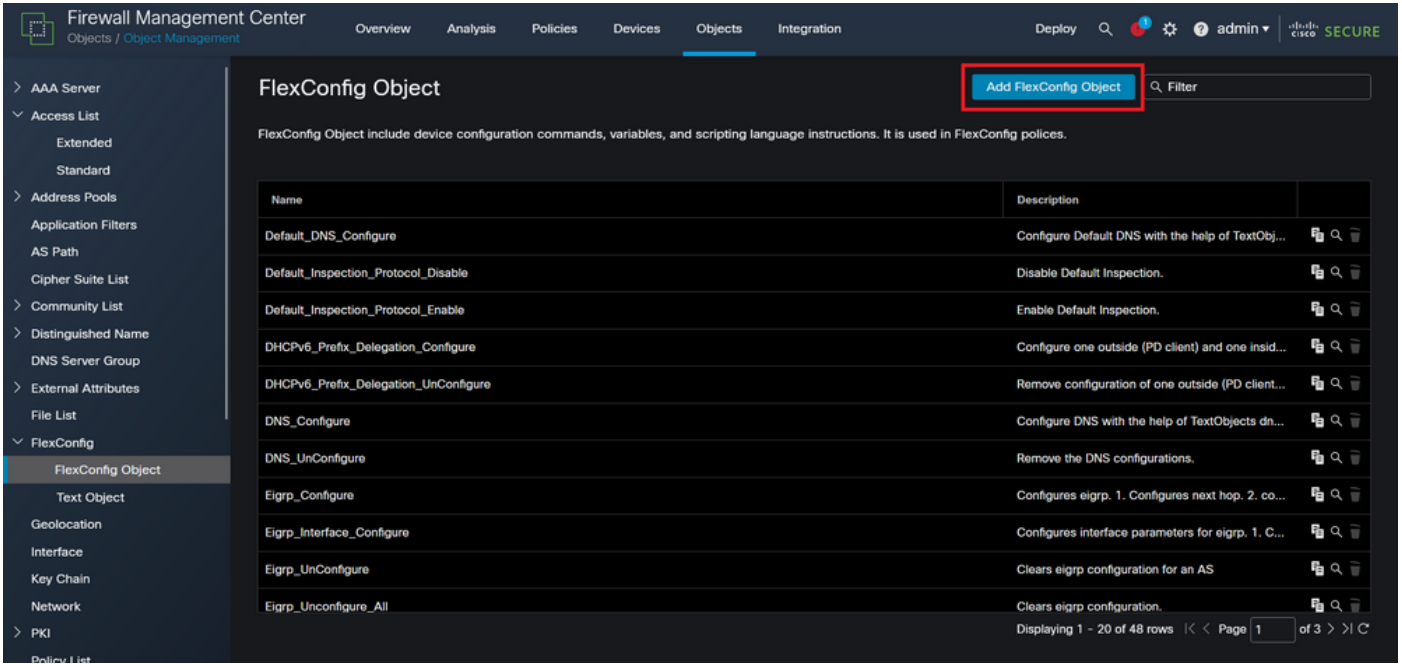 Firewall Management Center
Objects / Object Management
Overview Analysis Policies Devices Objects Integration
Deploy 1 admin
cisco SECURE
AAA Server
Access List
Extended
Standard
Address Pools
Application Filters
AS Path
Cipher Suite List
Community List
Distinguished Name
DNS Server Group
External Attributes
File List
FlexConfig
FlexConfig Object
Text Object
Geolocation
Interface
Key Chain
Network
PKI
Policy List
FlexConfig Object
Add FlexConfig Object
Filter
FlexConfig Object include device configuration commands, variables, and scripting language instructions. It is used in FlexConfig polices.
Name Description
Default_DNS_Configure Configure Default DNS with the help of TextObj...
Default_Inspection_Protocol_Disable Disable Default Inspection.
Default_Inspection_Protocol_Enable Enable Default Inspection.
DHCPv6_Prefix_Delegation_Configure Configure one outside (PD client) and one insid...
DHCPv6_Prefix_Delegation_UnConfigure Remove configuration of one outside (PD client...
DNS_Configure Configure DNS with the help of TextObjects dn...
DNS_UnConfigure Remove the DNS configurations.
Eigrp_Configure Configures eigrp. 1. Configures next hop. 2. co...
Eigrp_Interface_Configure Configures interface parameters for eigrp. 1. C...
Eigrp_UnConfigure Clears eigrp configuration for an AS
Eigrp_Unconfigure_All Clears eigrp configuration.
Displaying 1 - 20 of 48 rows |< < Page 1 of 3 > >| C